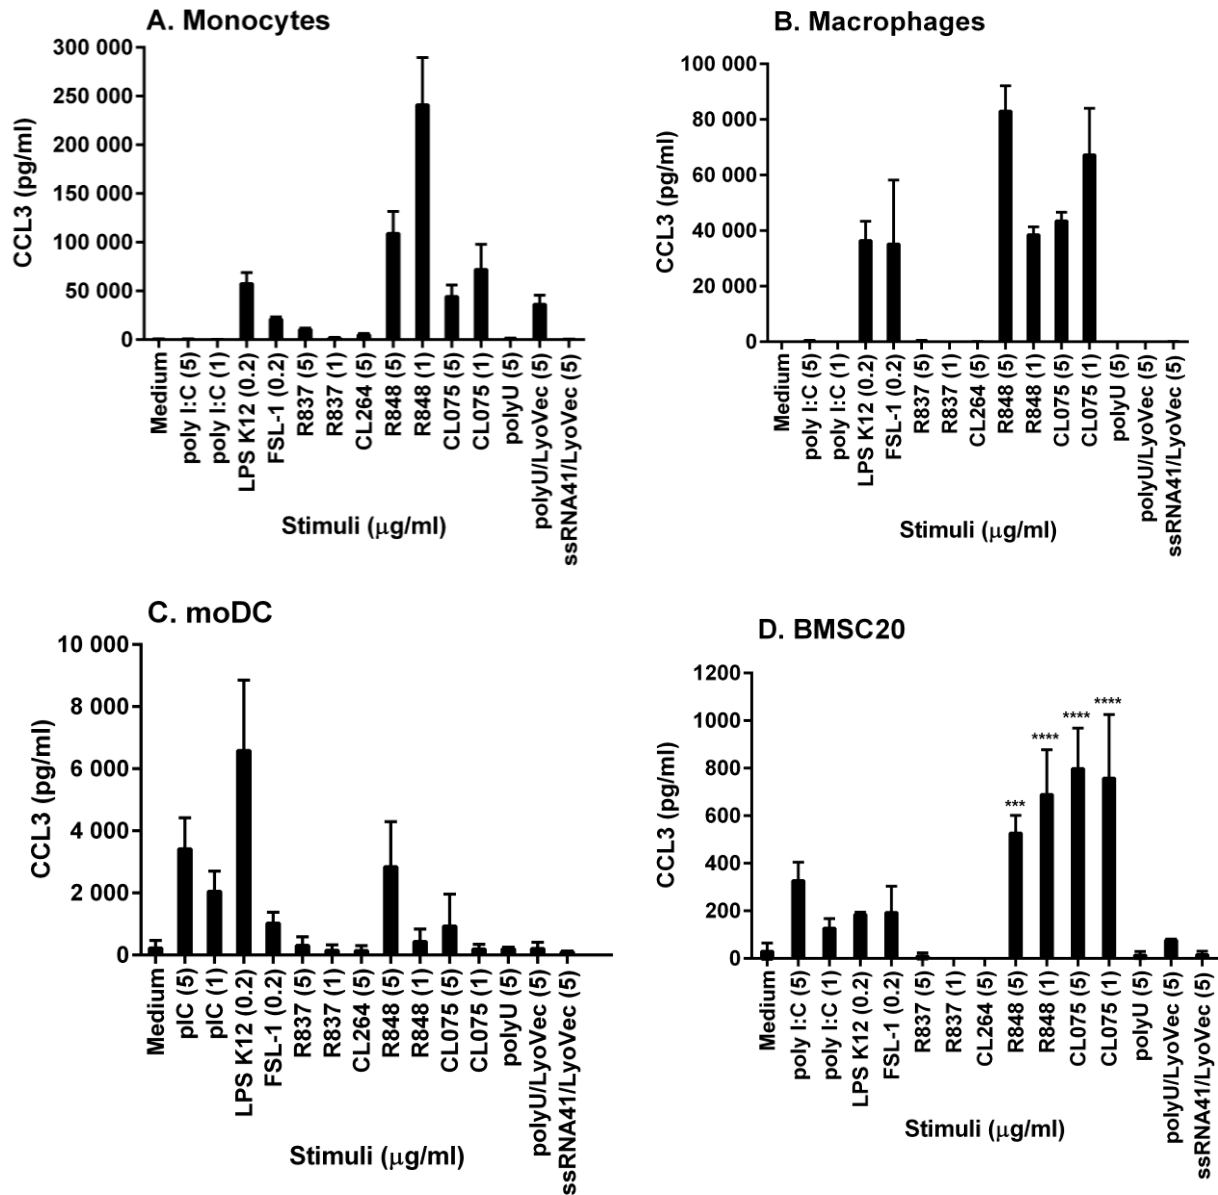 A. Monocytes
300 000
250 000
200 000
150 000
100 000
50 000
0
CCL3 (pg/ml)
Medium
poly I:C (5)
poly I:C (1)
LPS K12 (0.2)
FSL-1 (0.2)
R837 (5)
R837 (1)
CL264 (5)
R848 (5)
R848 (1)
CL075 (5)
CL075 (1)
polyU (5)
polyU/LyoVec (5)
ssRNA41/LyoVec (5)
Stimuli (μg/ml)
B. Macrophages
100 000
80 000
60 000
40 000
20 000
0
CCL3 (pg/ml)
Medium
poly I:C (5)
poly I:C (1)
LPS K12 (0.2)
FSL-1 (0.2)
R837 (5)
R837 (1)
CL264 (5)
R848 (5)
R848 (1)
CL075 (5)
CL075 (1)
polyU (5)
polyU/LyoVec (5)
ssRNA41/LyoVec (5)
Stimuli (μg/ml)
C. moDC
10 000
8 000
6 000
4 000
2 000
0
CCL3 (pg/ml)
Medium
pIC (5)
pIC (1)
LPS K12 (0.2)
FSL-1 (0.2)
R837 (5)
R837 (1)
CL264 (5)
R848 (5)
R848 (1)
CL075 (5)
CL075 (1)
polyU (5)
polyU/LyoVec (5)
ssRNA41/LyoVec (5)
Stimuli (μg/ml)
D. BMSC20
1200
1000
800
600
400
200
0
CCL3 (pg/ml)
***
****
****
****
Medium
poly I:C (5)
poly I:C (1)
LPS K12 (0.2)
FSL-1 (0.2)
R837 (5)
R837 (1)
CL264 (5)
R848 (5)
R848 (1)
CL075 (5)
CL075 (1)
polyU (5)
polyU/LyoVec (5)
ssRNA41/LyoVec (5)
Stimuli (μg/ml)